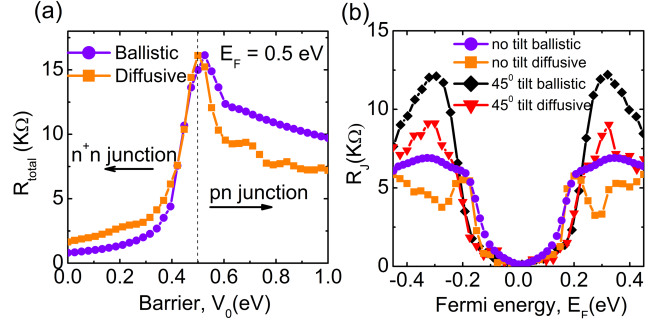 (a)
Ballistic
Diffusive
E_F = 0.5 eV
n⁺n junction
pn junction
R_total (KΩ)
15
10
5
0
0.0 0.2 0.4 0.6 0.8 1.0
Barrier, V₀(eV)
(b)
no tilt ballistic
no tilt diffusive
45⁰ tilt ballistic
45⁰ tilt diffusive
R_J(KΩ)
15
10
5
0
-0.4 -0.2 0.0 0.2 0.4
Fermi energy, E_F(eV)